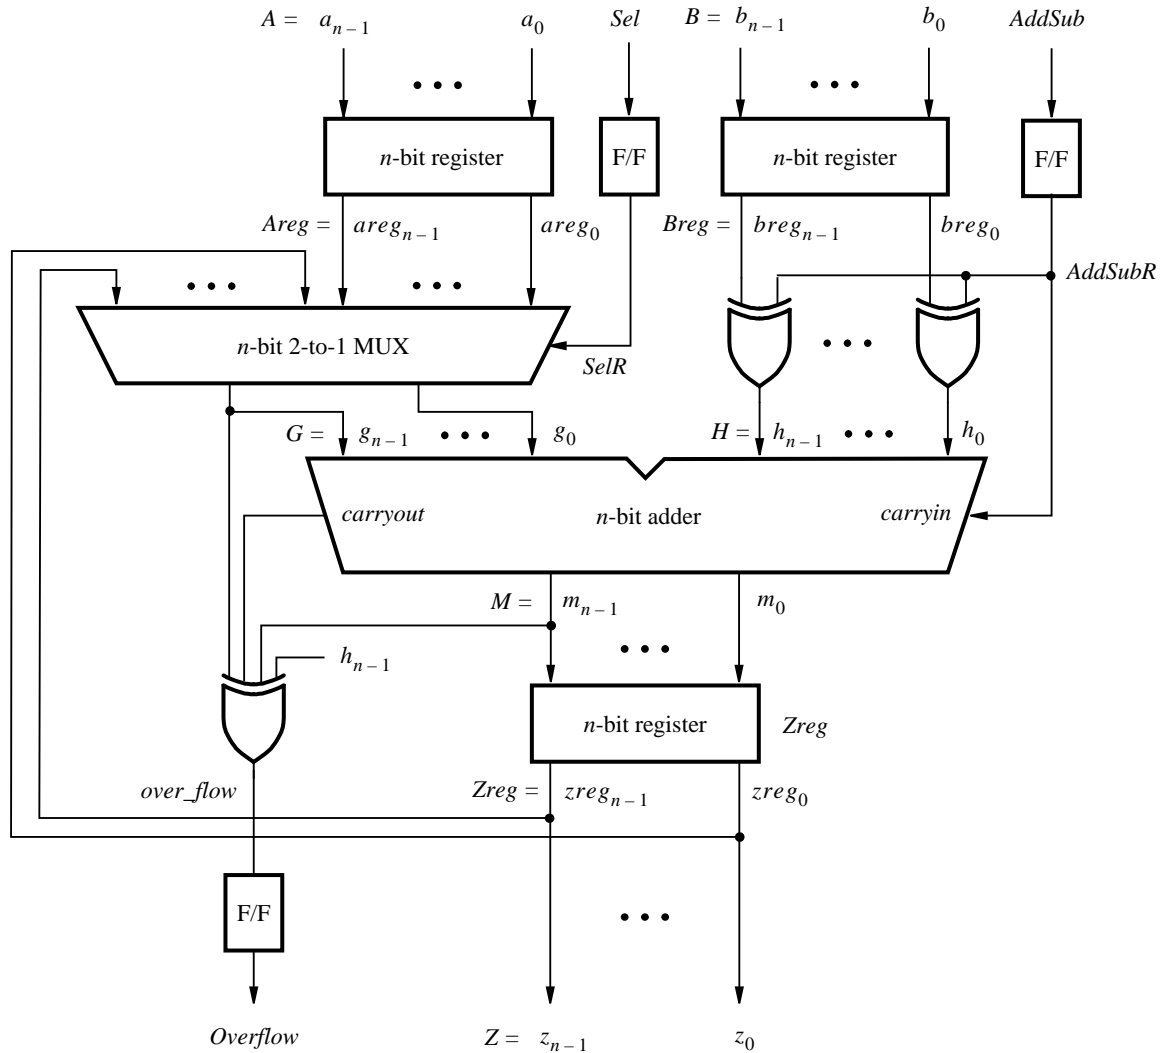 A = a_{n-1} a_0 Sel B = b_{n-1} b_0 AddSub
n-bit register F/F n-bit register F/F
Areg = areg_{n-1} areg_0 Breg = breg_{n-1} breg_0
AddSubR
n-bit 2-to-1 MUX
SelR
G = g_{n-1} g_0 H = h_{n-1} h_0
carryout n-bit adder carryin
M = m_{n-1} m_0
h_{n-1}
n-bit register Zreg
over_flow Zreg = zreg_{n-1} zreg_0
F/F
Overflow Z = z_{n-1} z_0